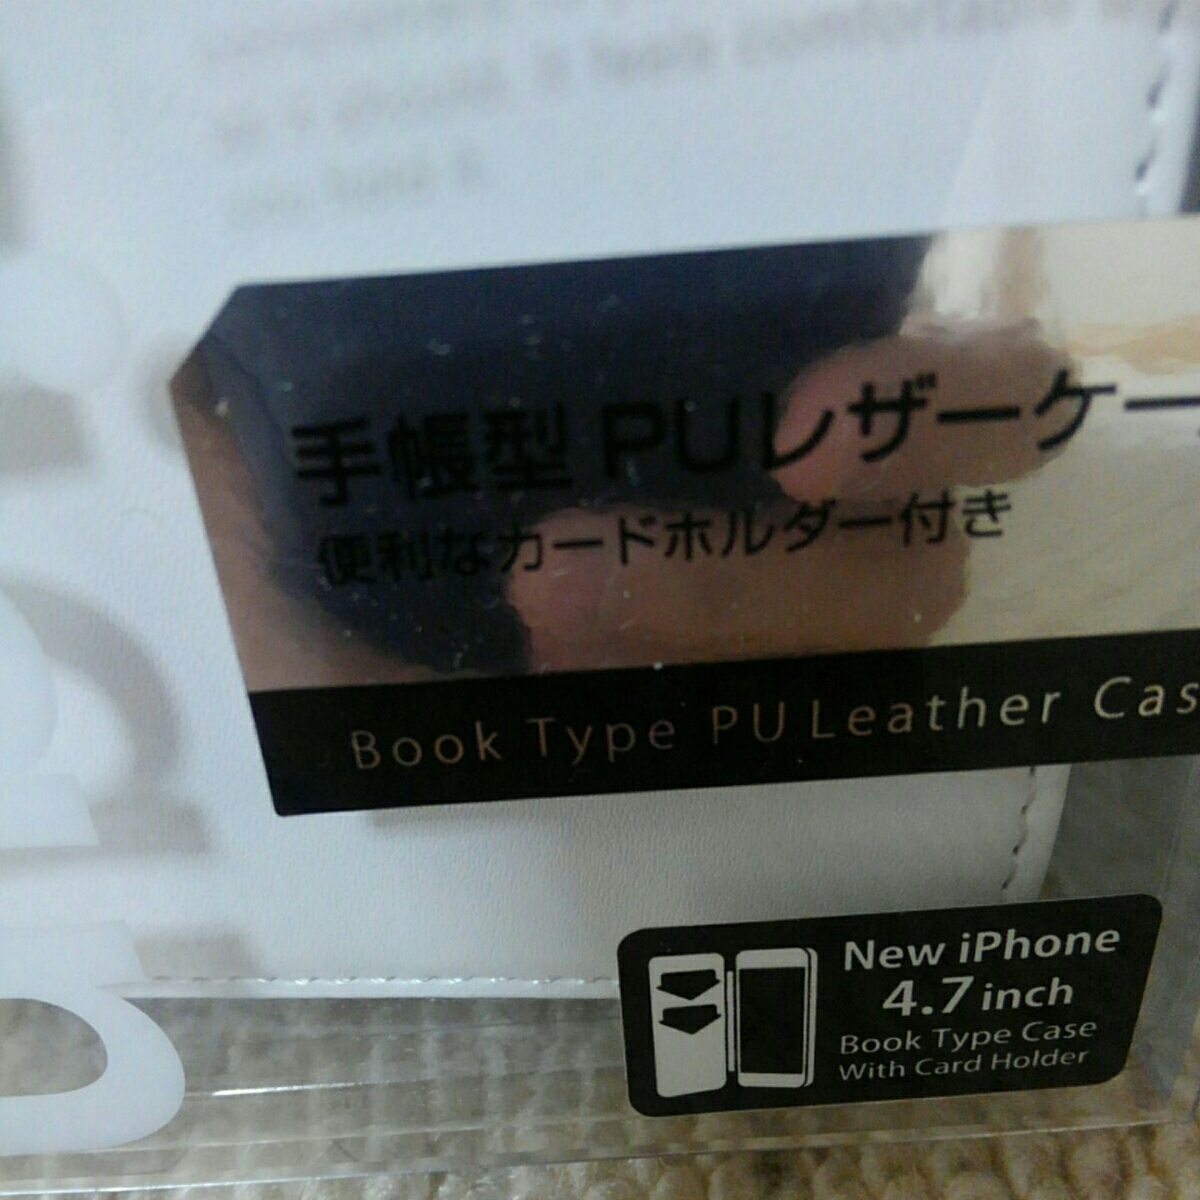 手帳型 PUレザーケー
便利なカードホルダー付き
Book Type PU Leather Cas
New iPhone
4.7 inch
Book Type Case
With Card Holder